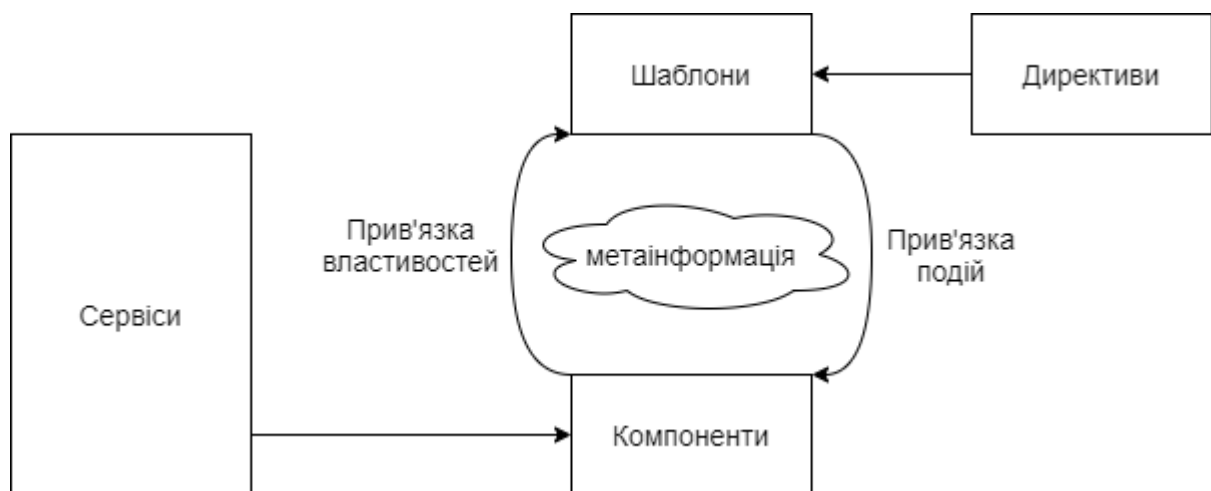 Шаблони
Директиви
Прив'язка
властивостей
метаінформація
Прив'язка
подій
Сервіси
Компоненти